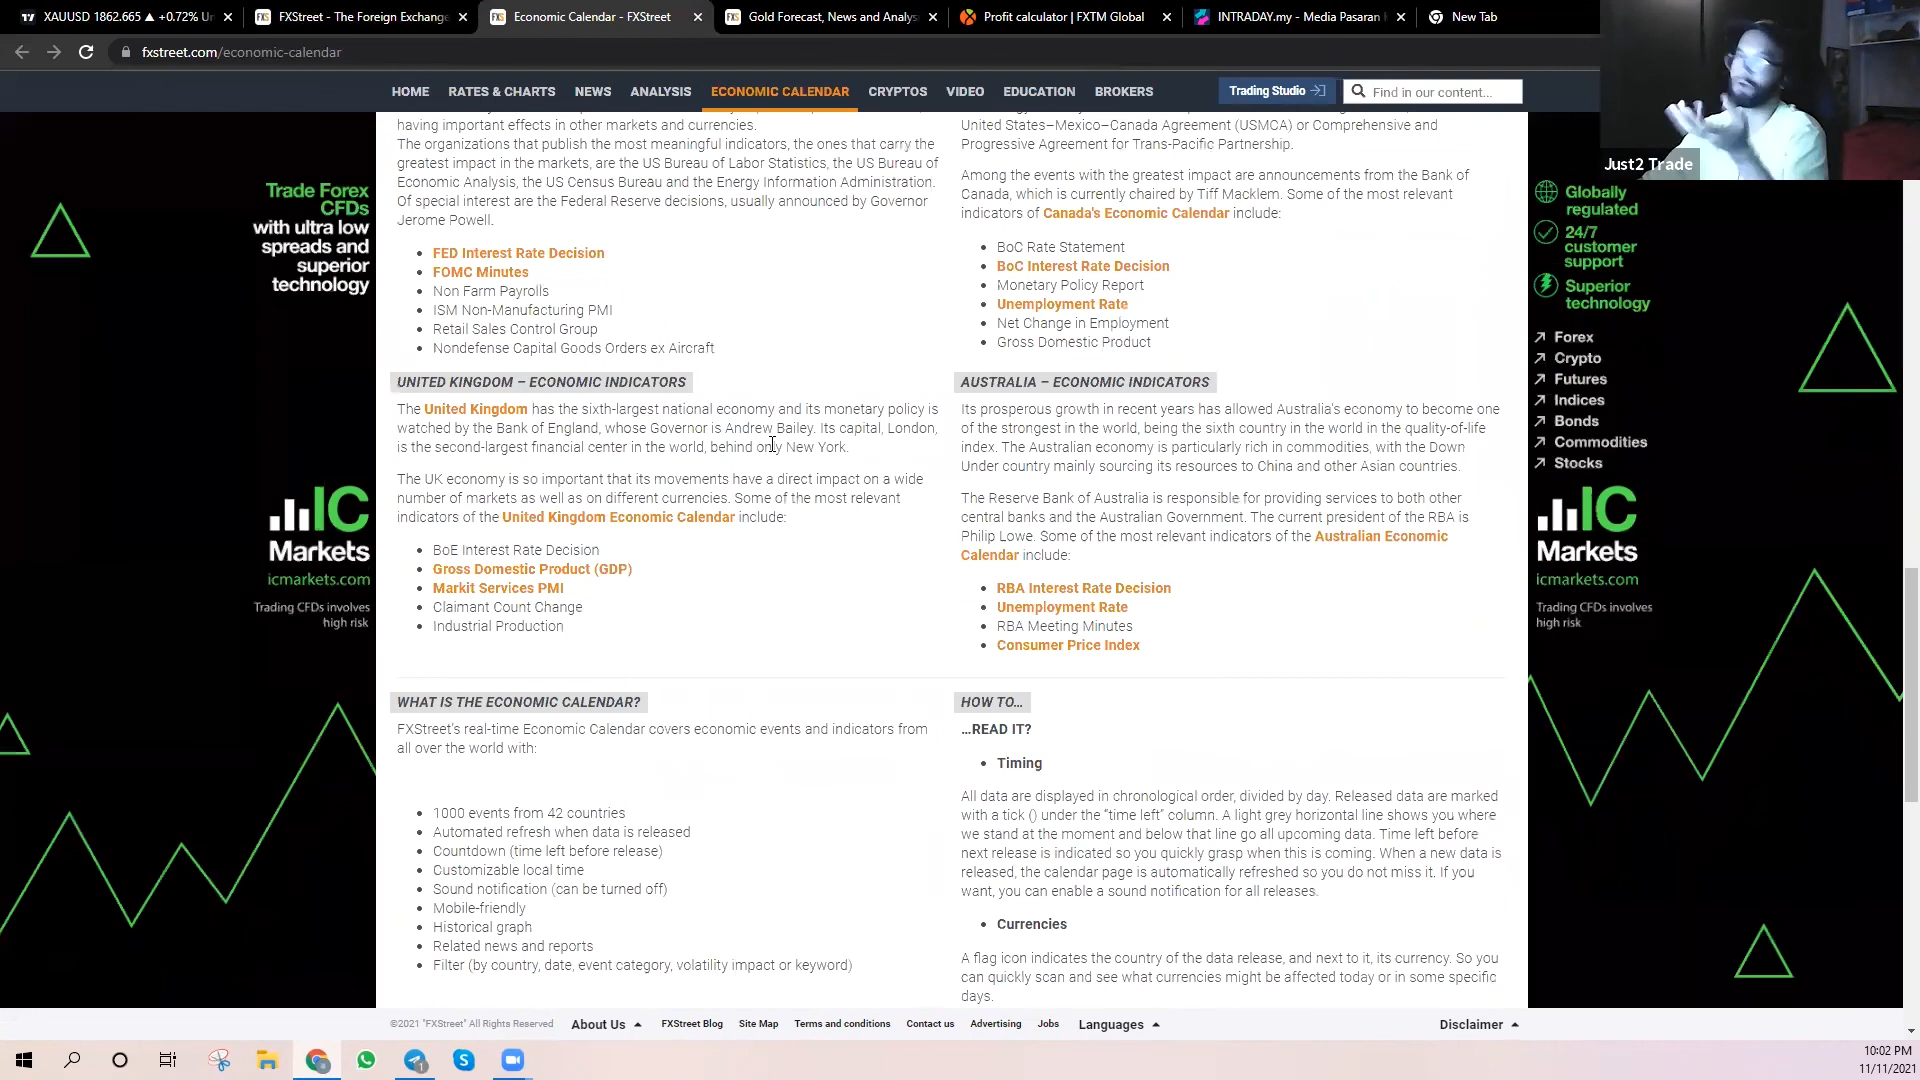 XAUUSD 1862.665 ▲ +0.72% Un
FXStreet - The Foreign Exchange
Economic Calendar - FXStreet
Gold Forecast, News and Analys
Profit calculator | FXTM Global
INTRADAY.my - Media Pasaran
New Tab
fxstreet.com/economic-calendar
HOME RATES & CHARTS NEWS ANALYSIS ECONOMIC CALENDAR CRYPTOS VIDEO EDUCATION BROKERS
Trading Studio
Find in our content...
Just2 Trade
Trade Forex
CFDs
with ultra low
spreads and
superior
technology
IC
Markets
icmarkets.com
Trading CFDs involves
high risk
having important effects in other markets and currencies.
The organizations that publish the most meaningful indicators, the ones that carry the
greatest impact in the markets, are the US Bureau of Labor Statistics, the US Bureau of
Economic Analysis, the US Census Bureau and the Energy Information Administration.
Of special interest are the Federal Reserve decisions, usually announced by Governor
Jerome Powell.
• FED Interest Rate Decision
• FOMC Minutes
• Non Farm Payrolls
• ISM Non-Manufacturing PMI
• Retail Sales Control Group
• Nondefense Capital Goods Orders ex Aircraft
UNITED KINGDOM – ECONOMIC INDICATORS
The United Kingdom has the sixth-largest national economy and its monetary policy is
watched by the Bank of England, whose Governor is Andrew Bailey. Its capital, London,
is the second-largest financial center in the world, behind only New York.
The UK economy is so important that its movements have a direct impact on a wide
number of markets as well as on different currencies. Some of the most relevant
indicators of the United Kingdom Economic Calendar include:
• BoE Interest Rate Decision
• Gross Domestic Product (GDP)
• Markit Services PMI
• Claimant Count Change
• Industrial Production
WHAT IS THE ECONOMIC CALENDAR?
FXStreet's real-time Economic Calendar covers economic events and indicators from
all over the world with:
• 1000 events from 42 countries
• Automated refresh when data is released
• Countdown (time left before release)
• Customizable local time
• Sound notification (can be turned off)
• Mobile-friendly
• Historical graph
• Related news and reports
• Filter (by country, date, event category, volatility impact or keyword)
United States–Mexico–Canada Agreement (USMCA) or Comprehensive and
Progressive Agreement for Trans-Pacific Partnership.
Among the events with the greatest impact are announcements from the Bank of
Canada, which is currently chaired by Tiff Macklem. Some of the most relevant
indicators of Canada's Economic Calendar include:
• BoC Rate Statement
• BoC Interest Rate Decision
• Monetary Policy Report
• Unemployment Rate
• Net Change in Employment
• Gross Domestic Product
AUSTRALIA – ECONOMIC INDICATORS
Its prosperous growth in recent years has allowed Australia's economy to become one
of the strongest in the world, being the sixth country in the world in the quality-of-life
index. The Australian economy is particularly rich in commodities, with the Down
Under country mainly sourcing its resources to China and other Asian countries.
The Reserve Bank of Australia is responsible for providing services to both other
central banks and the Australian Government. The current president of the RBA is
Philip Lowe. Some of the most relevant indicators of the Australian Economic
Calendar include:
• RBA Interest Rate Decision
• Unemployment Rate
• RBA Meeting Minutes
• Consumer Price Index
HOW TO...
...READ IT?
• Timing
All data are displayed in chronological order, divided by day. Released data are marked
with a tick () under the “time left” column. A light grey horizontal line shows you where
we stand at the moment and below that line go all upcoming data. Time left before
next release is indicated so you quickly grasp when this is coming. When a new data is
released, the calendar page is automatically refreshed so you do not miss it. If you
want, you can enable a sound notification for all releases.
• Currencies
A flag icon indicates the country of the data release, and next to it, its currency. So you
can quickly scan and see what currencies might be affected today or in some specific
days.
Globally
regulated
24/7
customer
support
Superior
technology
Forex
Crypto
Futures
Indices
Bonds
Commodities
Stocks
IC
Markets
icmarkets.com
Trading CFDs involves
high risk
©2021 "FXStreet" All Rights Reserved About Us FXStreet Blog Site Map Terms and conditions Contact us Advertising Jobs Languages Disclaimer
10:02 PM
11/11/2021